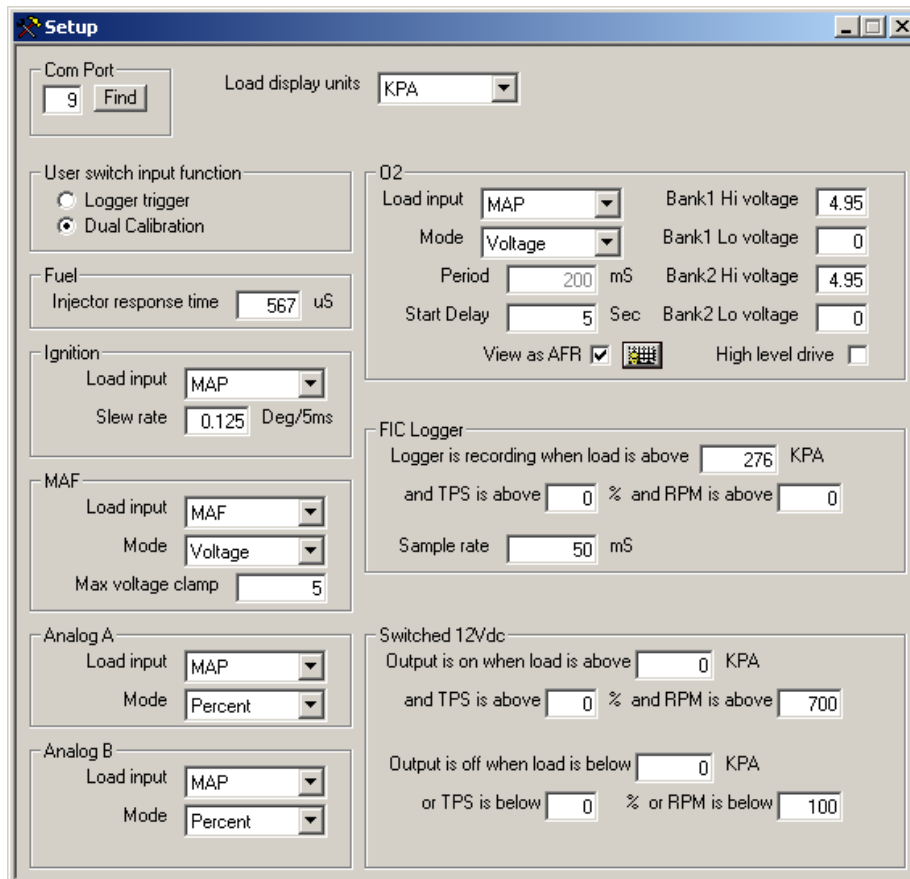 Setup
Com Port
9 Find
Load display units KPA
User switch input function
Logger trigger
Dual Calibration
Fuel
Injector response time 567 uS
Ignition
Load input MAP
Slew rate 0.125 Deg/5ms
MAF
Load input MAF
Mode Voltage
Max voltage clamp 5
Analog A
Load input MAP
Mode Percent
Analog B
Load input MAP
Mode Percent
O2
Load input MAP Bank1 Hi voltage 4.95
Mode Voltage Bank1 Lo voltage 0
Period 200 mS Bank2 Hi voltage 4.95
Start Delay 5 Sec Bank2 Lo voltage 0
View as AFR High level drive
FIC Logger
Logger is recording when load is above 276 KPA
and TPS is above 0 % and RPM is above 0
Sample rate 50 mS
Switched 12Vdc
Output is on when load is above 0 KPA
and TPS is above 0 % and RPM is above 700
Output is off when load is below 0 KPA
or TPS is below 0 % or RPM is below 100